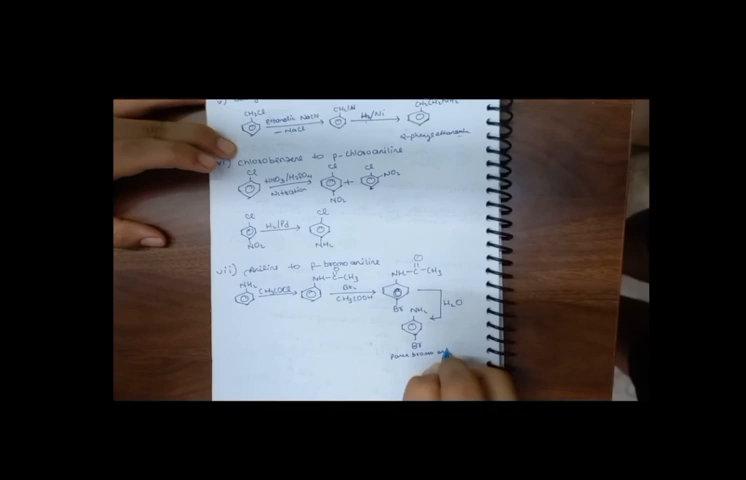 CH2Cl ethanolic NaCN CH2CN H2/Ni CH2CH2NH2
- NaCl
vi) Chlorobenzene to p-chloroaniline
Cl HNO3/H2SO4 Cl + Cl NO2
Nitration NO2
Cl H2/Pd Cl
NO2 NH2
vii) Aniline to p-bromoaniline
NH2 CH3COCl NH-C-CH3 Br2 NH-C-CH3
O CH3COOH O
Br H2O
NH2
Br
Para bromo